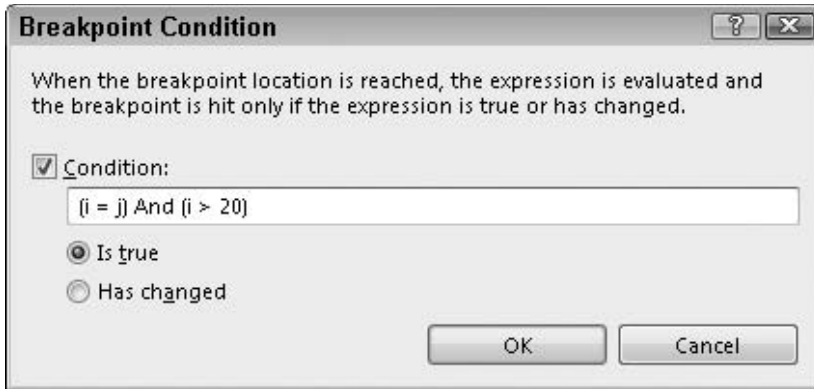 Breakpoint Condition
?
When the breakpoint location is reached, the expression is evaluated and
the breakpoint is hit only if the expression is true or has changed.
Condition:
(i = j) And (i > 20)
Is true
Has changed
OK
Cancel